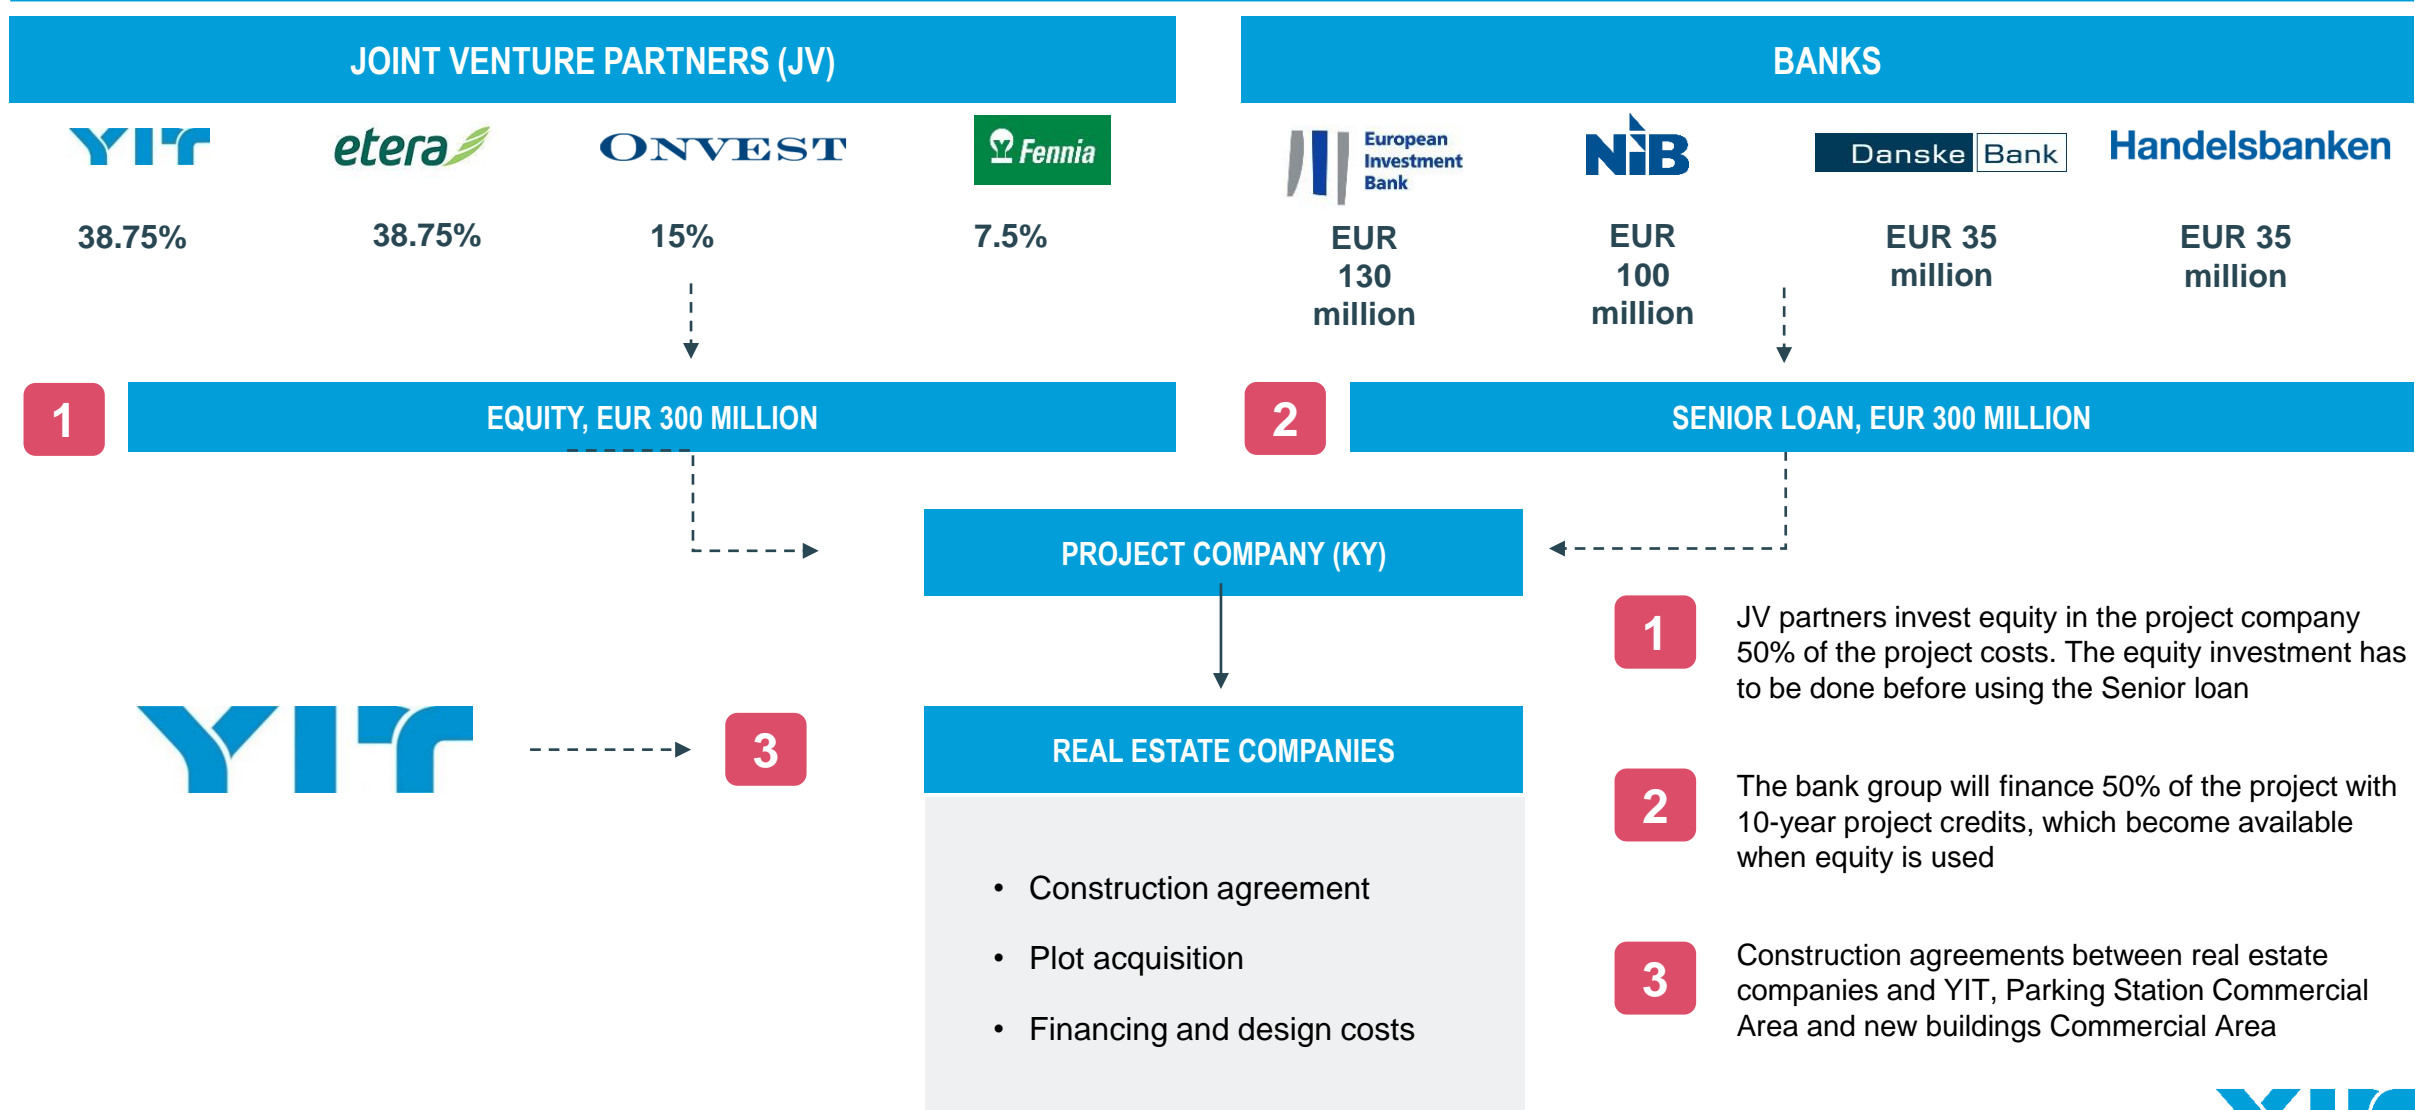 JOINT VENTURE PARTNERS (JV)
BANKS
YIT
etera
ONVEST
Fennia
European
Investment
Bank
NIB
Danske Bank
Handelsbanken
38.75%
38.75%
15%
7.5%
EUR
130
million
EUR
100
million
EUR 35
million
EUR 35
million
1
EQUITY, EUR 300 MILLION
2
SENIOR LOAN, EUR 300 MILLION
PROJECT COMPANY (KY)
YIT
3
REAL ESTATE COMPANIES
• Construction agreement
• Plot acquisition
• Financing and design costs
1
JV partners invest equity in the project company
50% of the project costs. The equity investment has
to be done before using the Senior loan
2
The bank group will finance 50% of the project with
10-year project credits, which become available
when equity is used
3
Construction agreements between real estate
companies and YIT, Parking Station Commercial
Area and new buildings Commercial Area
YIT